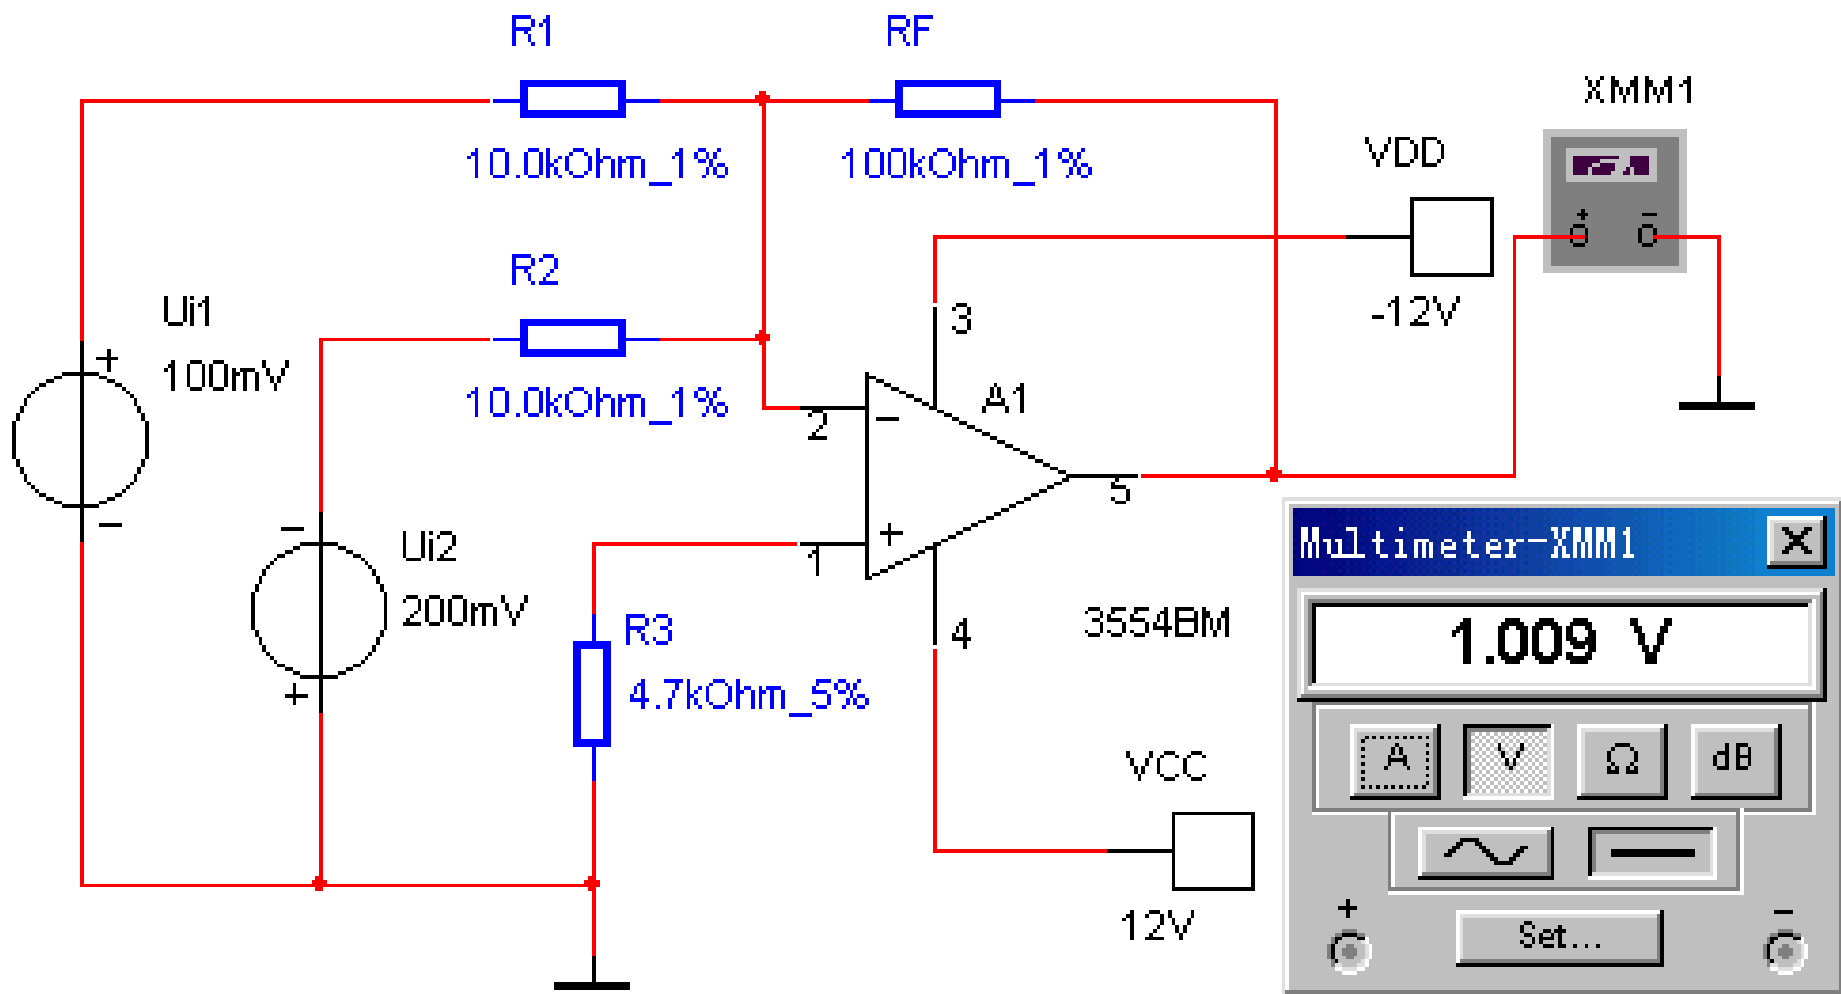 R1
RF
XMM1
10.0kOhm_1%
100kOhm_1%
VDD
+ −
R2
-12V
Ui1
100mV
+
3
10.0kOhm_1%
A1
2
−
−
5
−
+
1
Ui2
200mV
+
R3
4.7kOhm_5%
4
3554BM
VCC
12V
Multimeter-XMM1 X
1.009 V
A V Ω dB
+ −
Set...